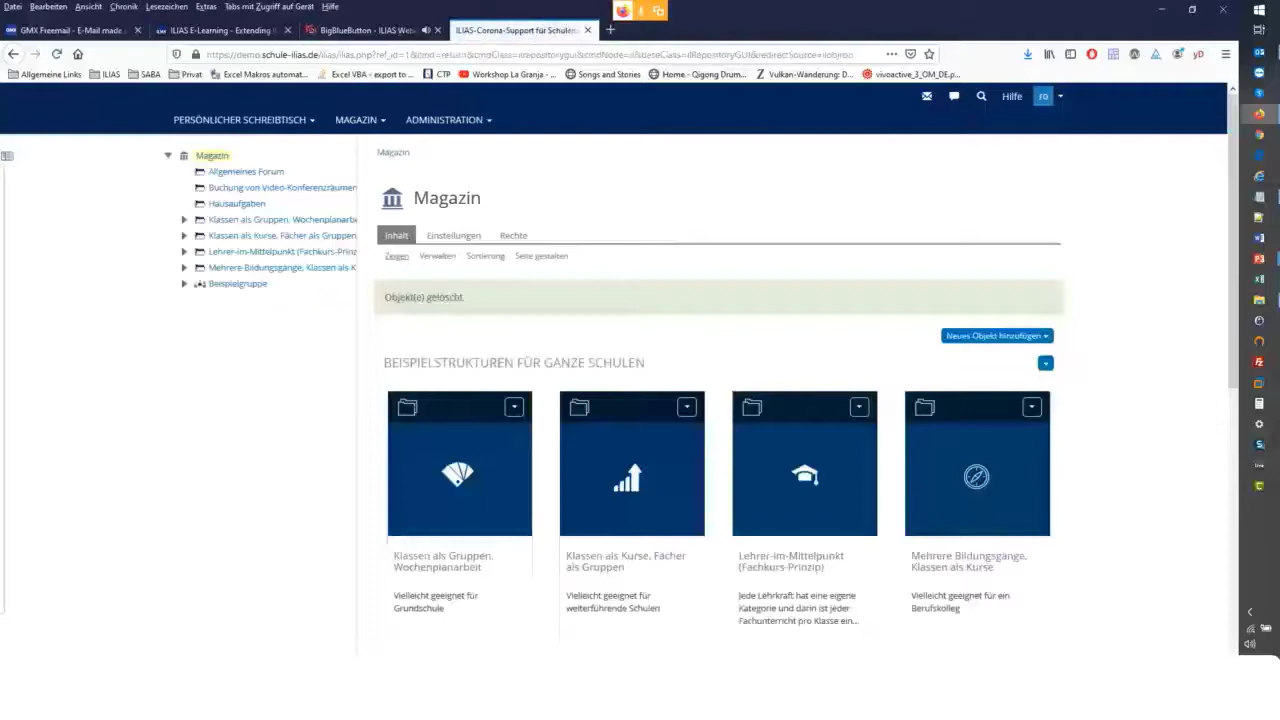 Datei Bearbeiten Ansicht Chronik Lesezeichen Extras Tabs mit Zugriff auf Gerät Hilfe
GMX Freemail - E-Mail made
ILIAS E-Learning - Extending I
BigBlueButton - ILIAS Web
ILIAS-Corona-Support für Schulen
Allgemeine Links ILIAS SABA Privat Excel Makros automat... Excel VBA - export to ... CTP Workshop La Granja - ... Songs and Stories Home - Qigong Drum... Vulkan-Wanderung: D... vivoactive_3_OM_DE.p...
Hilfe
PERSÖNLICHER SCHREIBTISCH MAGAZIN ADMINISTRATION
Magazin
Allgemeines Forum
Buchung von Video-Konferenzräumen
Hausaufgaben
Klassen als Gruppen, Wochenplanarbe
Klassen als Kurse, Fächer als Gruppen
Lehrer-im-Mittelpunkt (Fachkurs-Prinz
Mehrere Bildungsgänge, Klassen als K
Beispielgruppe
Magazin
Magazin
Inhalt Einstellungen Rechte
Zeigen Verwalten Sortierung Seite gestalten
Objekt(e) gelöscht
Neues Objekt hinzufügen
BEISPIELSTRUKTUREN FÜR GANZE SCHULEN
Klassen als Gruppen,
Wochenplanarbeit
Vielleicht geeignet für
Grundschule
Klassen als Kurse, Fächer
als Gruppen
Vielleicht geeignet für
weiterführende Schulen
Lehrer-im-Mittelpunkt
(Fachkurs-Prinzip)
Jede Lehrkraft hat eine eigene
Kategorie und darin ist jeder
Fachunterricht pro Klasse ein...
Mehrere Bildungsgänge,
Klassen als Kurse
Vielleicht geeignet für ein
Berufskolleg